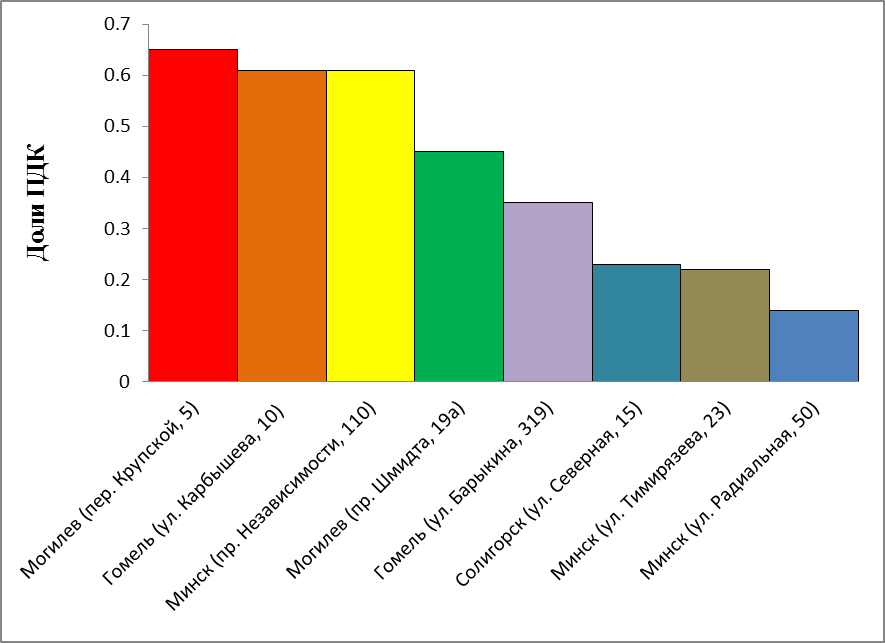 Доли ПДК
0.7
0.6
0.5
0.4
0.3
0.2
0.1
0
Могилев (пер. Крупской, 5)
Гомель (ул. Карбышева, 10)
Минск (пр. Независимости, 110)
Могилев (пр. Шмидта, 19а)
Гомель (ул. Барыкина, 319)
Солигорск (ул. Северная, 15)
Минск (ул. Тимирязева, 23)
Минск (ул. Радиальная, 50)